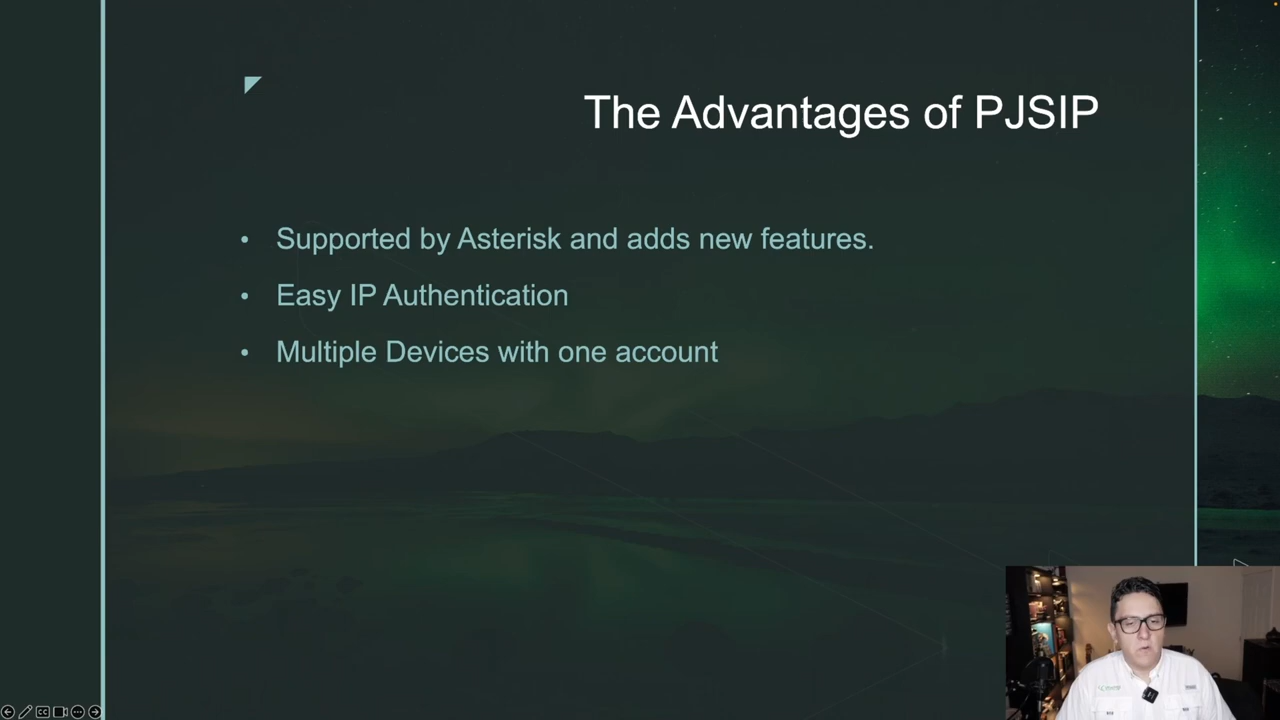 The Advantages of PJSIP
• Supported by Asterisk and adds new features.
• Easy IP Authentication
• Multiple Devices with one account